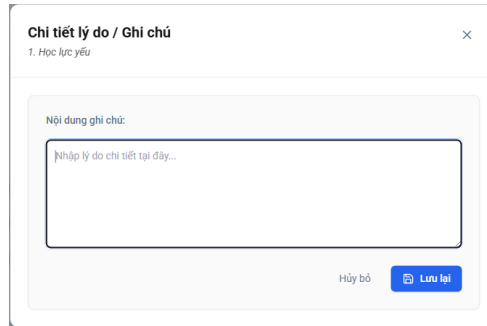 Chi tiết lý do / Ghi chú
1. Học lực yếu
Nội dung ghi chú:
Nhập lý do chi tiết tại đây...
Hủy bỏ
Lưu lại